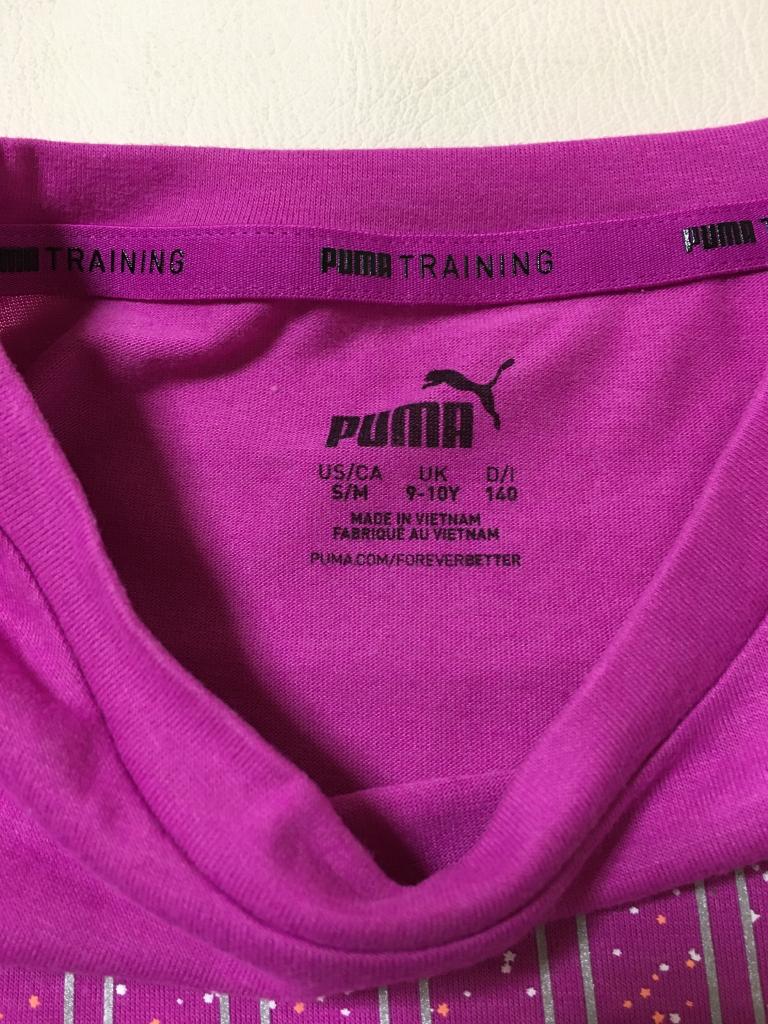 PUMA TRAINING PUMA TRAINING PUMA
PUMA
US/CA UK D/I
S/M 9-10Y 140
MADE IN VIETNAM
FABRIQUÉ AU VIETNAM
PUMA.COM/FOREVERBETTER